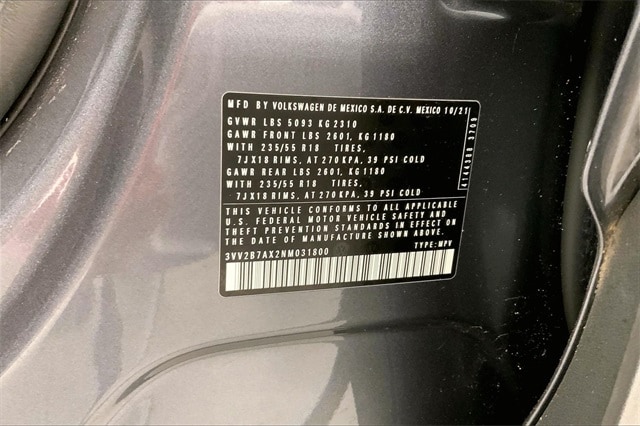 MFD BY VOLKSWAGEN DE MEXICO S.A. DE C.V. MEXICO 10/21
GVWR LBS 5093 KG 2310
GAWR FRONT LBS 2601, KG 1180
WITH 235/55 R18 TIRES,
7JX18 RIMS, AT 270 KPA, 39 PSI COLD
GAWR REAR LBS 2601, KG 1180
WITH 235/55 R18 TIRES,
7JX18 RIMS, AT 270 KPA, 39 PSI COLD
THIS VEHICLE CONFORMS TO ALL APPLICABLE
U.S. FEDERAL MOTOR VEHICLE SAFETY AND
THEFT PREVENTION STANDARDS IN EFFECT ON
THE DATE OF MANUFACTURE SHOWN ABOVE.
3VV2B7AX2NM031800 TYPE: MPV
4144380 3709